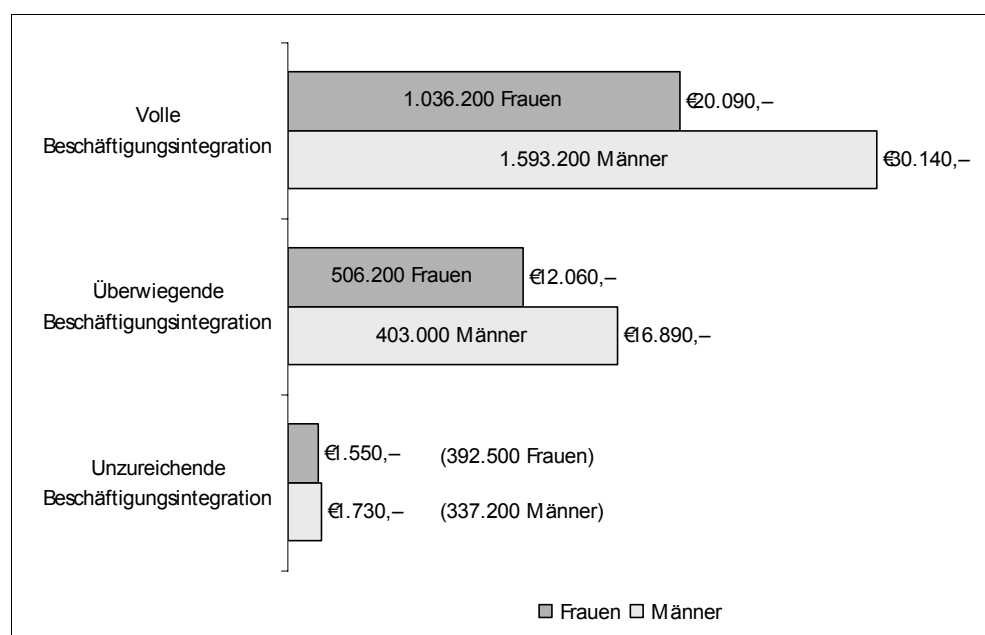 1.036.200 Frauen €20.090,–
Volle
Beschäftigungsintegration
1.593.200 Männer €30.140,–
506.200 Frauen €12.060,–
Überwiegende
Beschäftigungsintegration
403.000 Männer €16.890,–
€1.550,– (392.500 Frauen)
Unzureichende
Beschäftigungsintegration
€1.730,– (337.200 Männer)
Frauen Männer